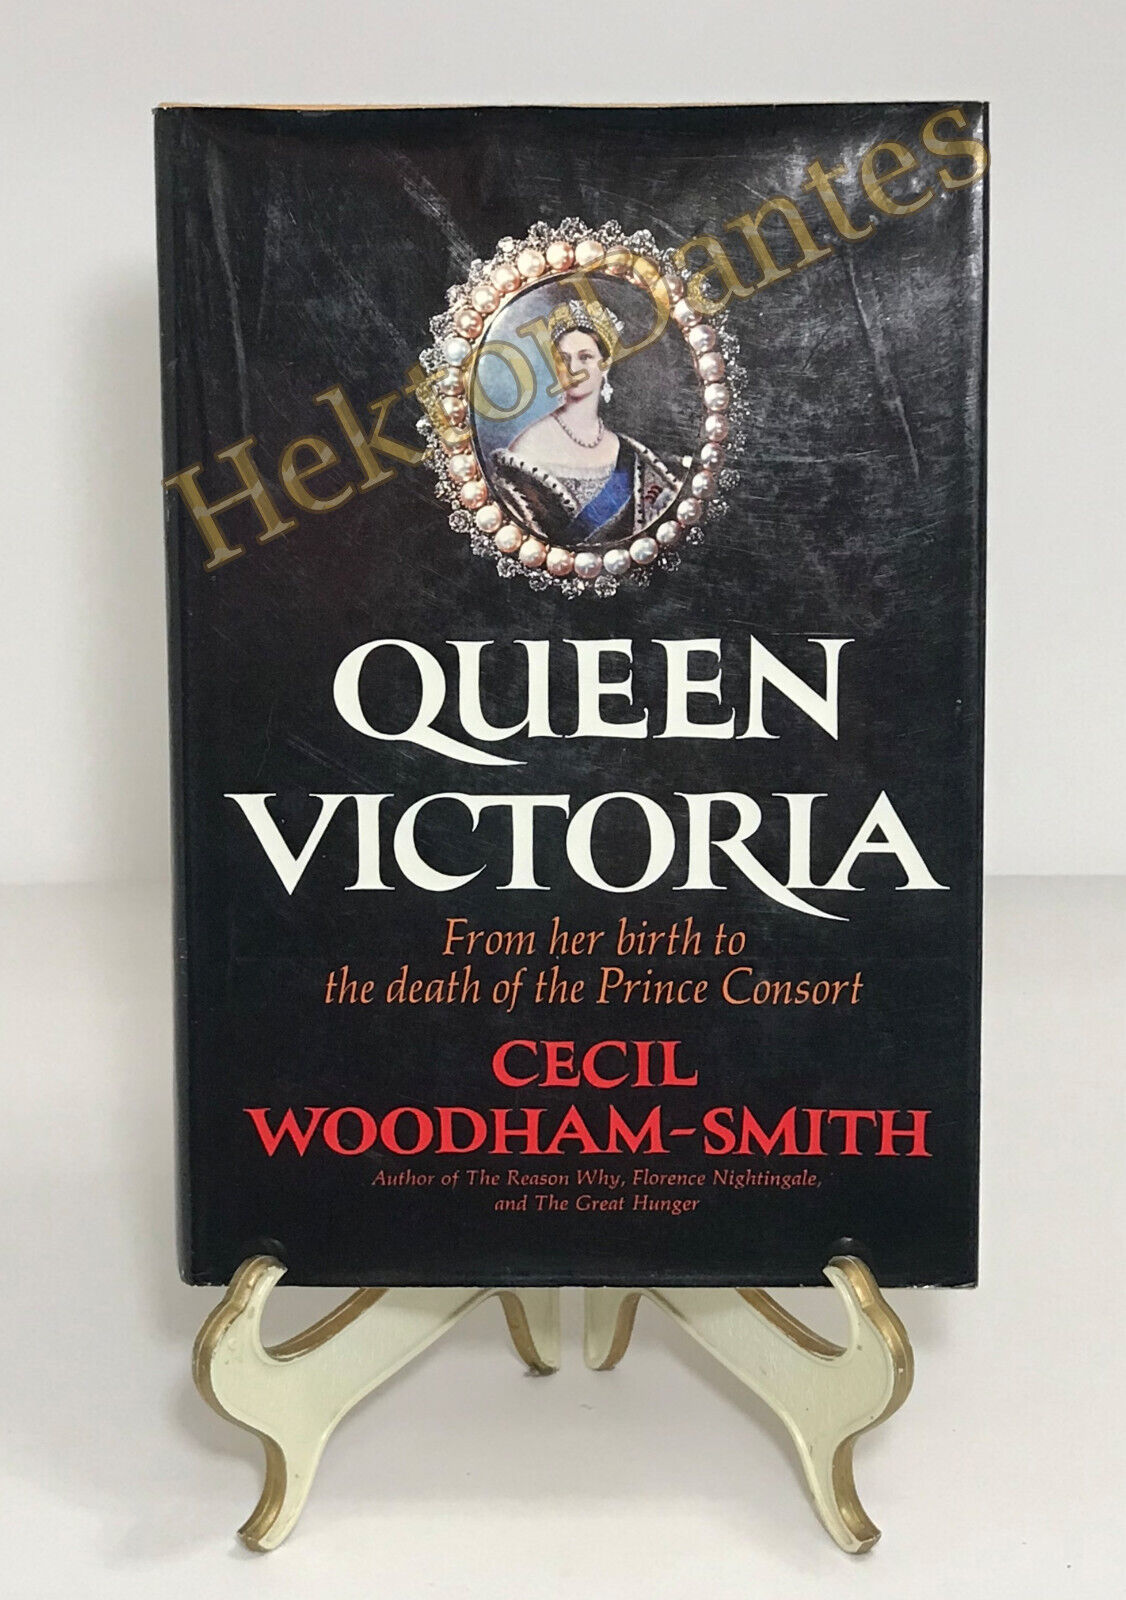 HektorDantes
QUEEN
VICTORIA
From her birth to
the death of the Prince Consort
CECIL
WOODHAM-SMITH
Author of The Reason Why, Florence Nightingale,
and The Great Hunger